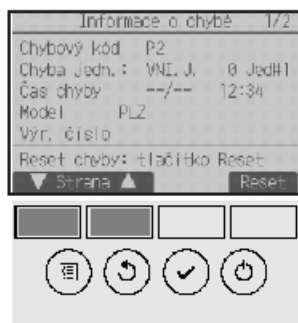 Informace o chybě 1/2
Chybový kód P2
Chyba jedn.: VNI.J. 0 Jed#1
Čas chyby --/-- 12:34
Model PLZ
Výr. číslo
Reset chyby: tlačítko Reset
▼ Strana ▲ Reset